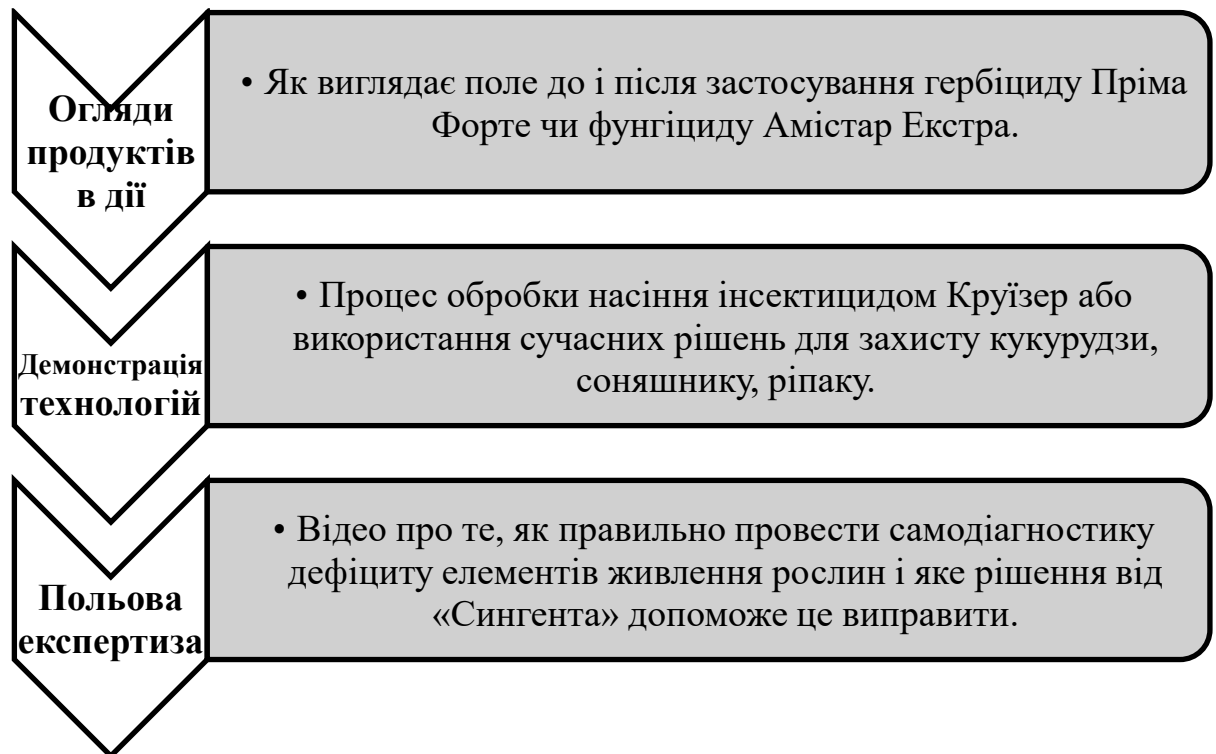 Огляди
продуктів
в дії
• Як виглядає поле до і після застосування гербіциду Пріма
Форте чи фунгіциду Амістар Екстра.
Демонстрація
технологій
• Процес обробки насіння інсектицидом Круїзер або
використання сучасних рішень для захисту кукурудзи,
соняшнику, ріпаку.
Польова
експертиза
• Відео про те, як правильно провести самодіагностику
дефіциту елементів живлення рослин і яке рішення від
«Сингента» допоможе це виправити.